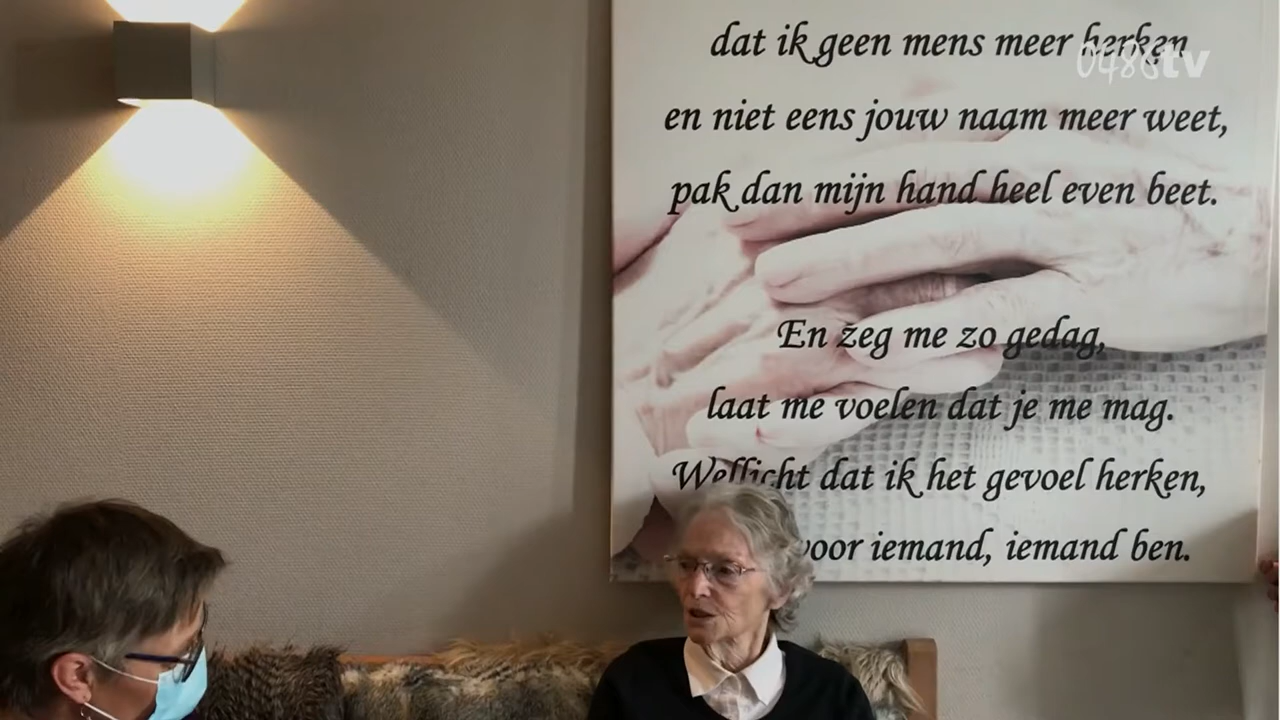 dat ik geen mens meer herken
0486tv
en niet eens jouw naam meer weet,
pak dan mijn hand heel even beet.
En zeg me zo gedag,
laat me voelen dat je me mag.
Wellicht dat ik het gevoel herken,
voor iemand, iemand ben.